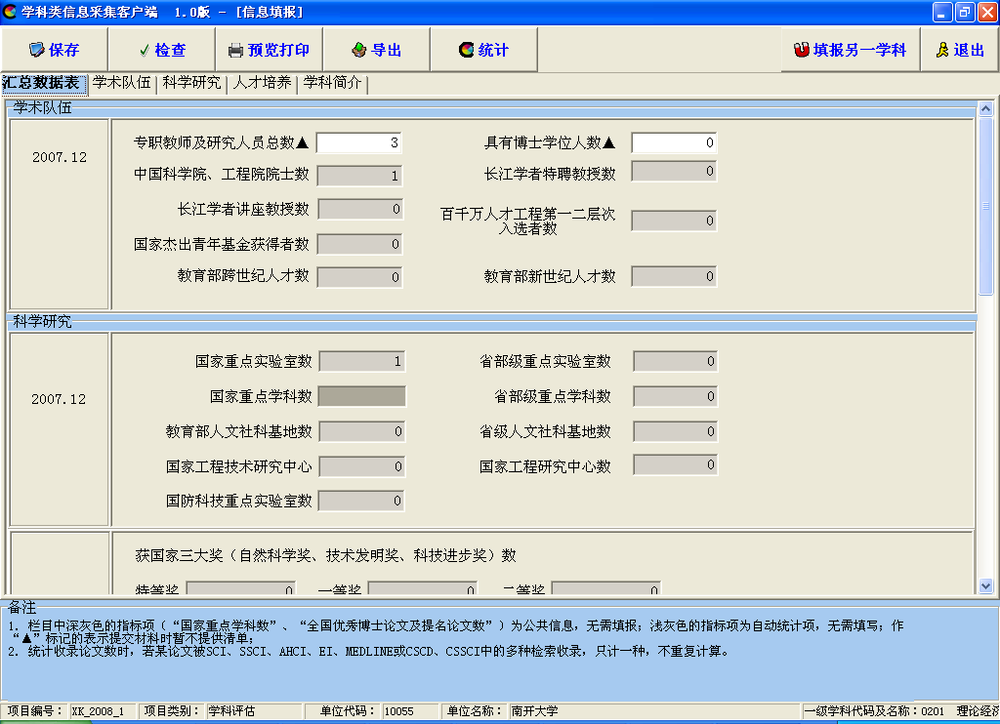 学科类信息采集客户端 1.0版 - [信息填报]
保存 检查 预览打印 导出 统计 填报另一学科 退出
汇总数据表 学术队伍 科学研究 人才培养 学科简介
学术队伍
2007.12
专职教师及研究人员总数▲ 3 具有博士学位人数▲ 0
中国科学院、工程院院士数 1 长江学者特聘教授数 0
长江学者讲座教授数 0 百千万人才工程第一二层次
入选者数 0
国家杰出青年基金获得者数 0
教育部跨世纪人才数 0 教育部新世纪人才数 0
科学研究
2007.12
国家重点实验室数 1 省部级重点实验室数 0
国家重点学科数 省部级重点学科数 0
教育部人文社科基地数 0 省级人文社科基地数 0
国家工程技术研究中心 0 国家工程研究中心数 0
国防科技重点实验室数 0
获国家三大奖（自然科学奖、技术发明奖、科技进步奖）数
特等奖 0 一等奖 0 二等奖 0
备注
1. 栏目中深灰色的指标项（“国家重点学科数”、“全国优秀博士论文及提名论文数”）为公共信息，无需填报；浅灰色的指标项为自动统计项，无需填写；作
“▲”标记的表示提交材料时暂不提供清单；
2. 统计收录论文数时，若某论文被SCI、SSCI、AHCI、EI、MEDLINE或CSCD、CSSCI中的多种检索收录，只计一种，不重复计算。
项目编号： XK_2008_1 项目类别： 学科评估 单位代码： 10055 单位名称： 南开大学 一级学科代码及名称：0201 理论经济